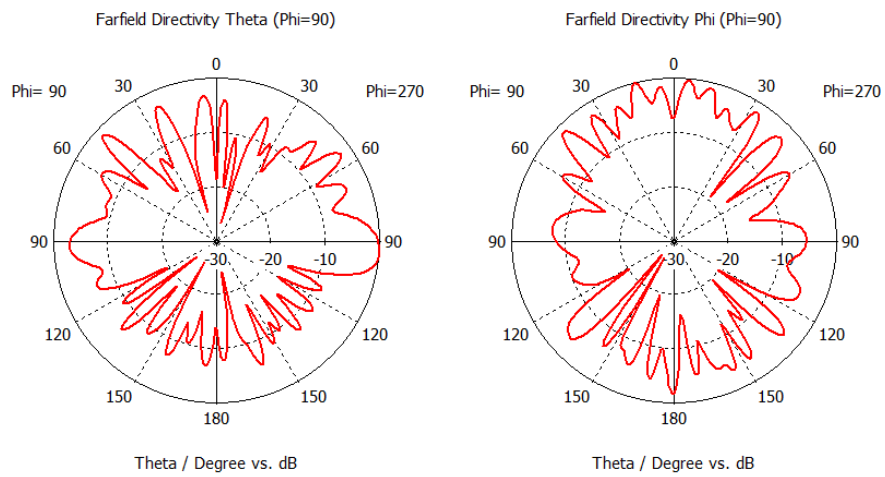 Farfield Directivity Theta (Phi=90)
0
30 30
Phi= 90 Phi=270
60 60
90 90
-30 -20 -10
120 120
150 150
180
Theta / Degree vs. dB
Farfield Directivity Phi (Phi=90)
0
30 30
Phi= 90 Phi=270
60 60
90 90
-30 -20 -10
120 120
150 150
180
Theta / Degree vs. dB